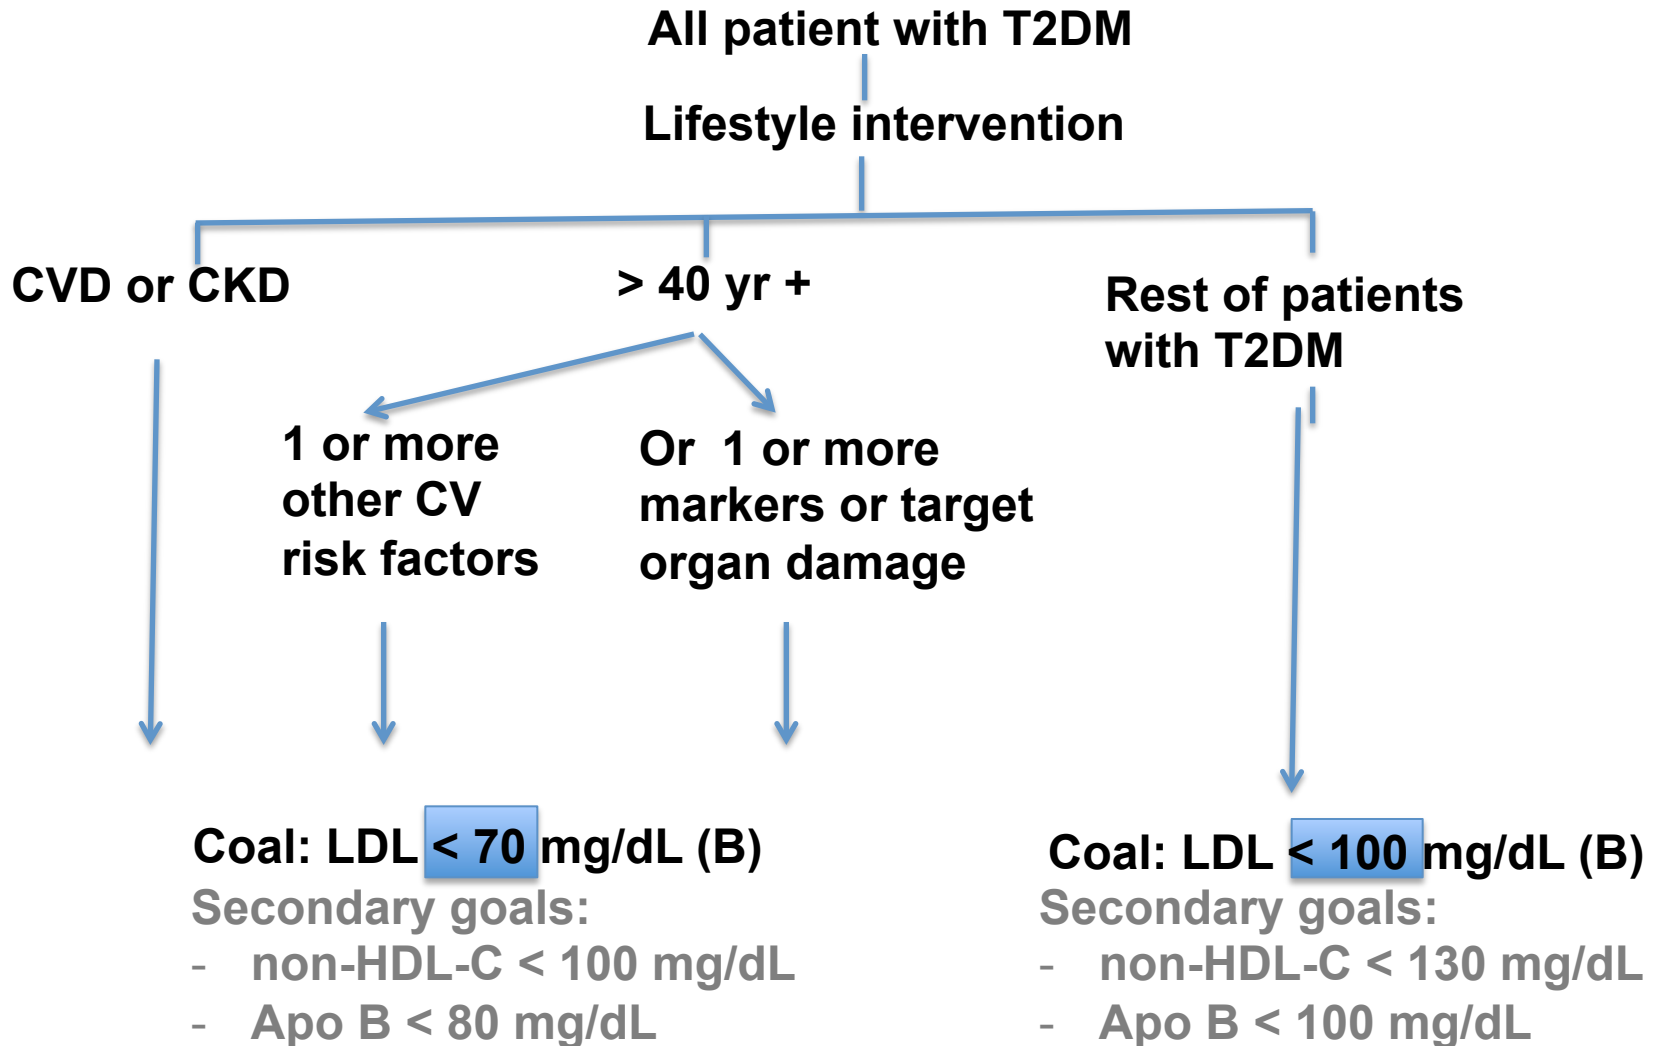 All patient with T2DM
Lifestyle intervention
CVD or CKD
> 40 yr +
Rest of patients
with T2DM
1 or more
other CV
risk factors
Or 1 or more
markers or target
organ damage
Coal: LDL < 70 mg/dL (B)
Secondary goals:
- non-HDL-C < 100 mg/dL
- Apo B < 80 mg/dL
Coal: LDL < 100 mg/dL (B)
Secondary goals:
- non-HDL-C < 130 mg/dL
- Apo B < 100 mg/dL